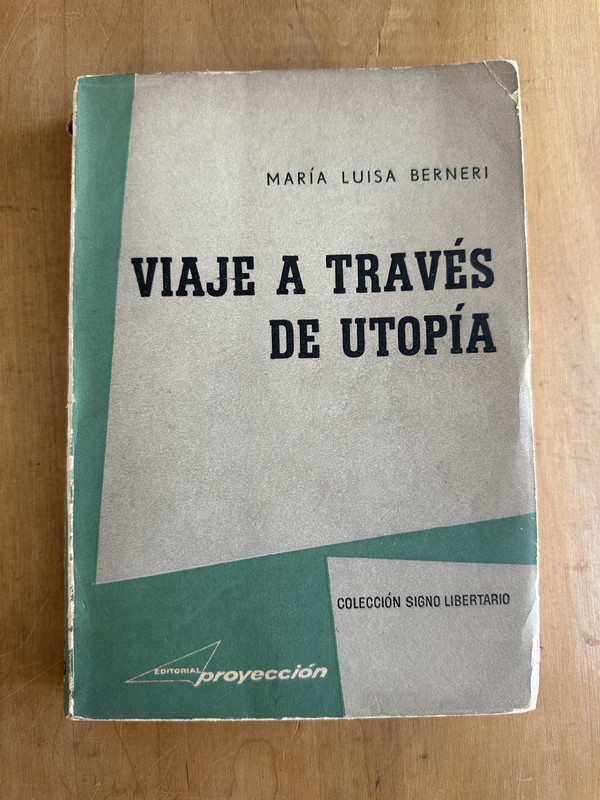 MARÍA LUISA BERNERI
VIAJE A TRAVÉS
DE UTOPÍA
COLECCIÓN SIGNO LIBERTARIO
EDITORIAL
proyección